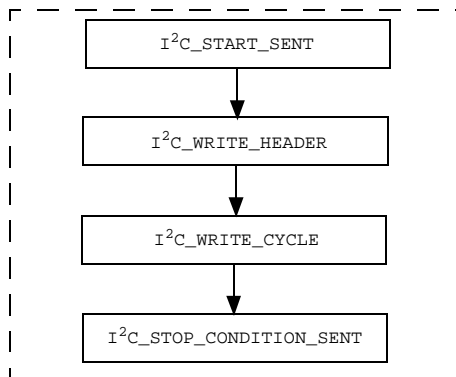 I²C_START_SENT
I²C_WRITE_HEADER
I²C_WRITE_CYCLE
I²C_STOP_CONDITION_SENT